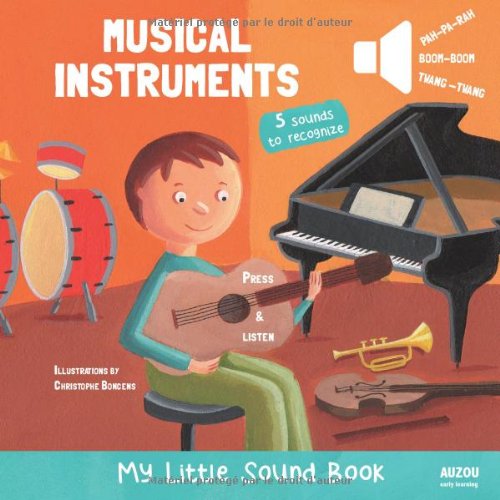 Matériel protégé par le droit d'auteur
MUSICAL
INSTRUMENTS
PAH-PA-RAH
BOOM-BOOM
TWANG-TWANG
5 sounds
to recognize
Press
&
listen
Illustrations by
Christophe Boncens
My Little Sound Book
AUZOU
early learning
Matériel protégé par le droit d'auteur